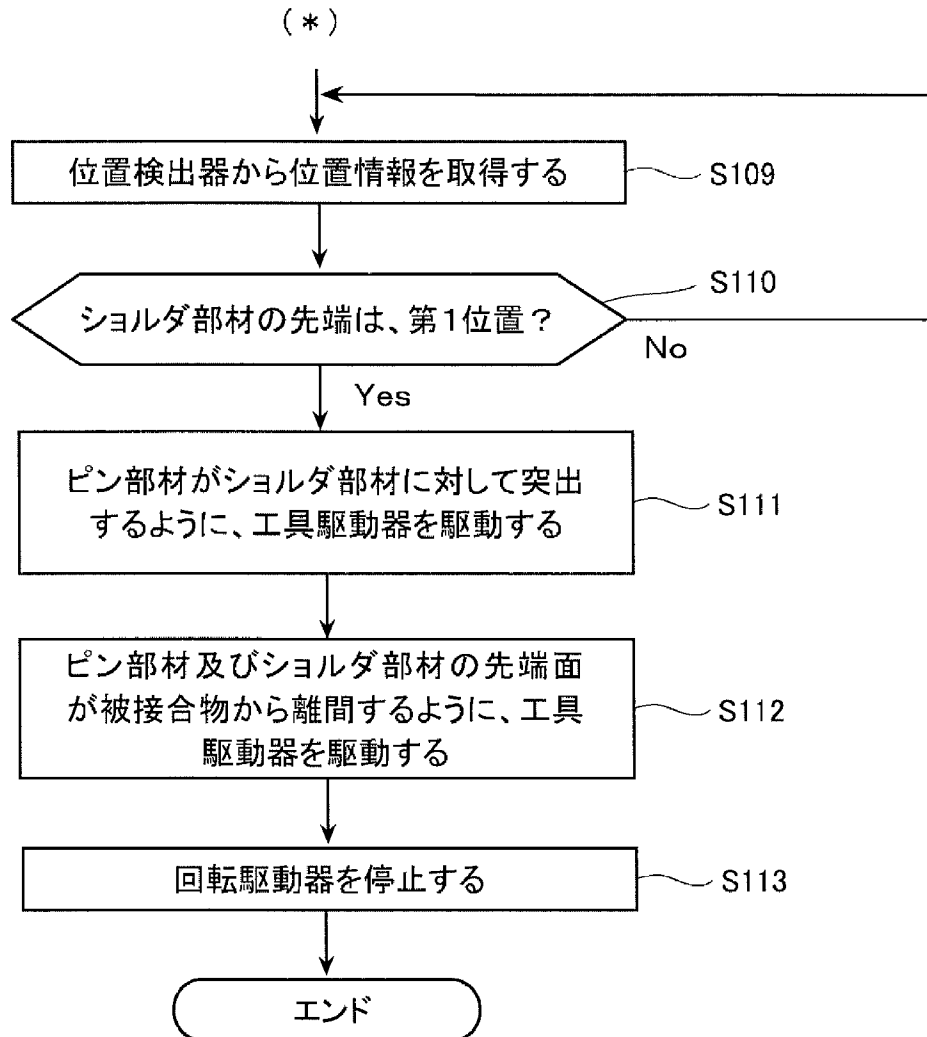 (*)
位置検出器から位置情報を取得する
S109
ショルダ部材の先端は、第1位置？
S110
No
Yes
ピン部材がショルダ部材に対して突出
するように、工具駆動器を駆動する
S111
ピン部材及びショルダ部材の先端面
が被接合物から離間するように、工具
駆動器を駆動する
S112
回転駆動器を停止する
S113
エンド